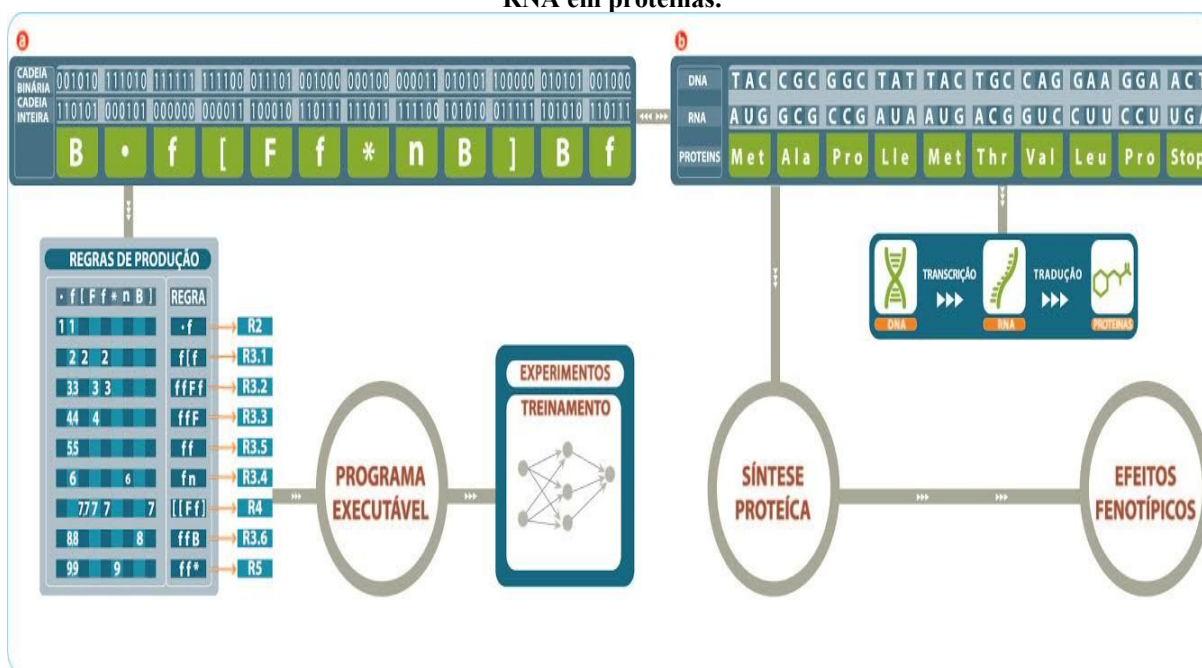 RNA em proteínas.
a
CADEIA BINÁRIA 001010 111010 111111 111100 011101 001000 000100 000011 010101 100000 010101 001000
CADEIA INTEIRA 110101 000101 000000 000011 100010 110111 111011 111100 101010 011111 101010 110111
B • f [ F f * n B ] B f
REGRAS DE PRODUÇÃO
• f [ F f * n B ] REGRA
1 1 •f R2
2 2 2 f[f R3.1
3 3 3 3 ffFf R3.2
4 4 4 ffF R3.3
5 5 ff R3.5
6 6 fn R3.4
7 7 7 7 7 [[Ff] R4
8 8 8 ffB R3.6
9 9 9 ff* R5
PROGRAMA
EXECUTÁVEL
EXPERIMENTOS
TREINAMENTO
b
DNA TAC CGC GGC TAT TAC TGC CAG GAA GGA ACT
RNA AUG GCG CCG AUA AUG ACG GUC CUU CCU UGA
PROTEINS Met Ala Pro Lle Met Thr Val Leu Pro Stop
TRANSCRIÇÃO TRADUÇÃO
DNA RNA PROTEINAS
SÍNTESE
PROTEÍCA
EFEITOS
FENOTÍPICOS